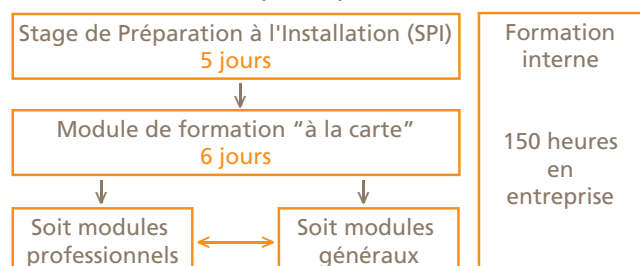 Stage de Préparation à l'Installation (SPI)
5 jours
Module de formation “à la carte”
6 jours
Soit modules
professionnels
Soit modules
généraux
Formation
interne
150 heures
en
entreprise